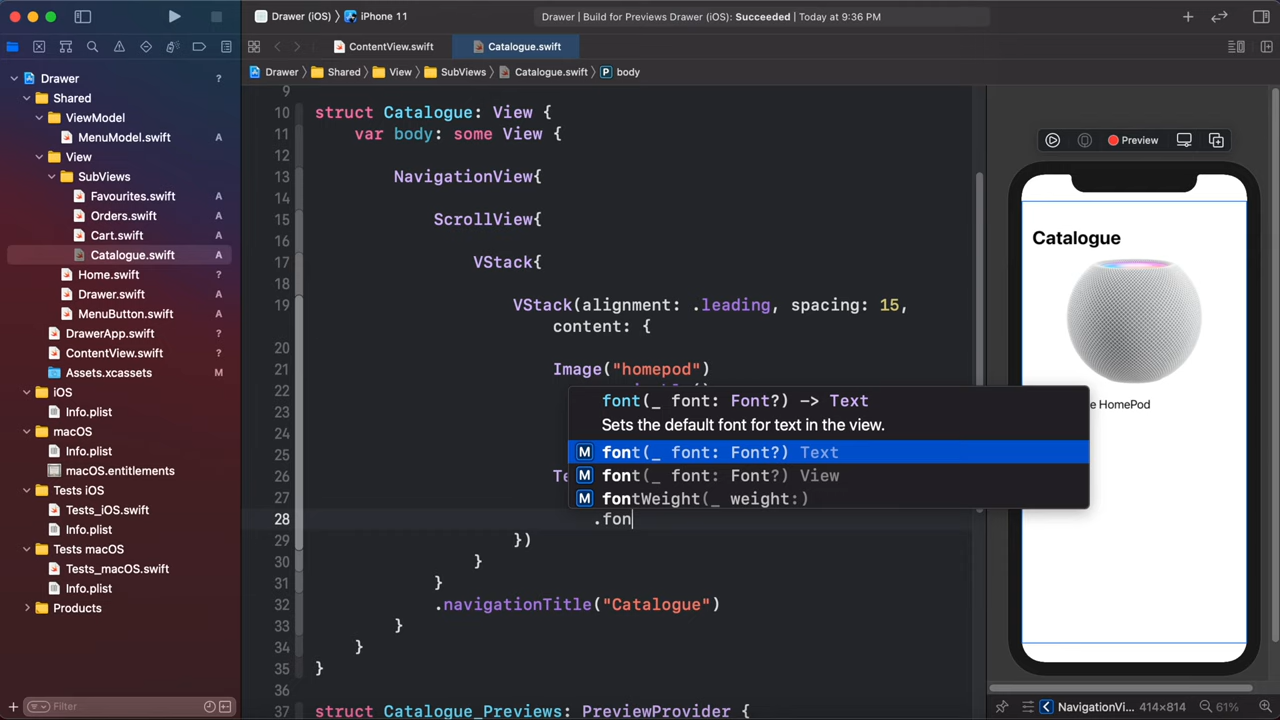 Drawer (iOS) › iPhone 11
Drawer | Build for Previews Drawer (iOS): Succeeded | Today at 9:36 PM
ContentView.swift
Catalogue.swift
Drawer › Shared › View › SubViews › Catalogue.swift › body
Drawer ?
Shared
ViewModel
MenuModel.swift A
View
SubViews
Favourites.swift A
Orders.swift A
Cart.swift A
Catalogue.swift A
Home.swift ?
Drawer.swift A
MenuButton.swift A
DrawerApp.swift ?
ContentView.swift ?
Assets.xcassets M
iOS
Info.plist
macOS
Info.plist
macOS.entitlements
Tests iOS
Tests_iOS.swift
Info.plist
Tests macOS
Tests_macOS.swift
Info.plist
Products
Filter
9
10 struct Catalogue: View {
11 var body: some View {
12
13 NavigationView{
14
15 ScrollView{
16
17 VStack{
18
19 VStack(alignment: .leading, spacing: 15,
content: {
20
21 Image("homepod")
22
23
24
25
26 Te
27
28 .fon
29 })
30 }
31 }
32 .navigationTitle("Catalogue")
33 }
34 }
35 }
36
37 struct Catalogue_Previews: PreviewProvider {
font(_ font: Font?) -> Text
Sets the default font for text in the view.
M font(_ font: Font?) Text
M font(_ font: Font?) View
M fontWeight(_ weight:)
Preview
Catalogue
HomePod
NavigationVi... 414×814
61%